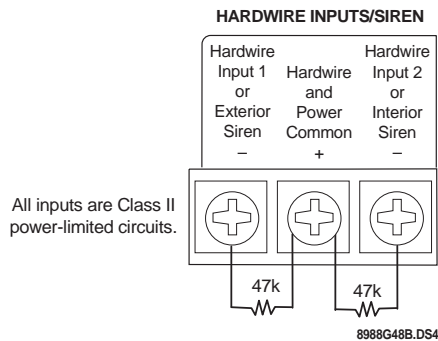 HARDWIRE INPUTS/SIREN
Hardwire
Input 1
or
Exterior
Siren
–
Hardwire
and
Power
Common
+
Hardwire
Input 2
or
Interior
Siren
–
All inputs are Class II
power-limited circuits.
47k
47k
8988G48B.DS4